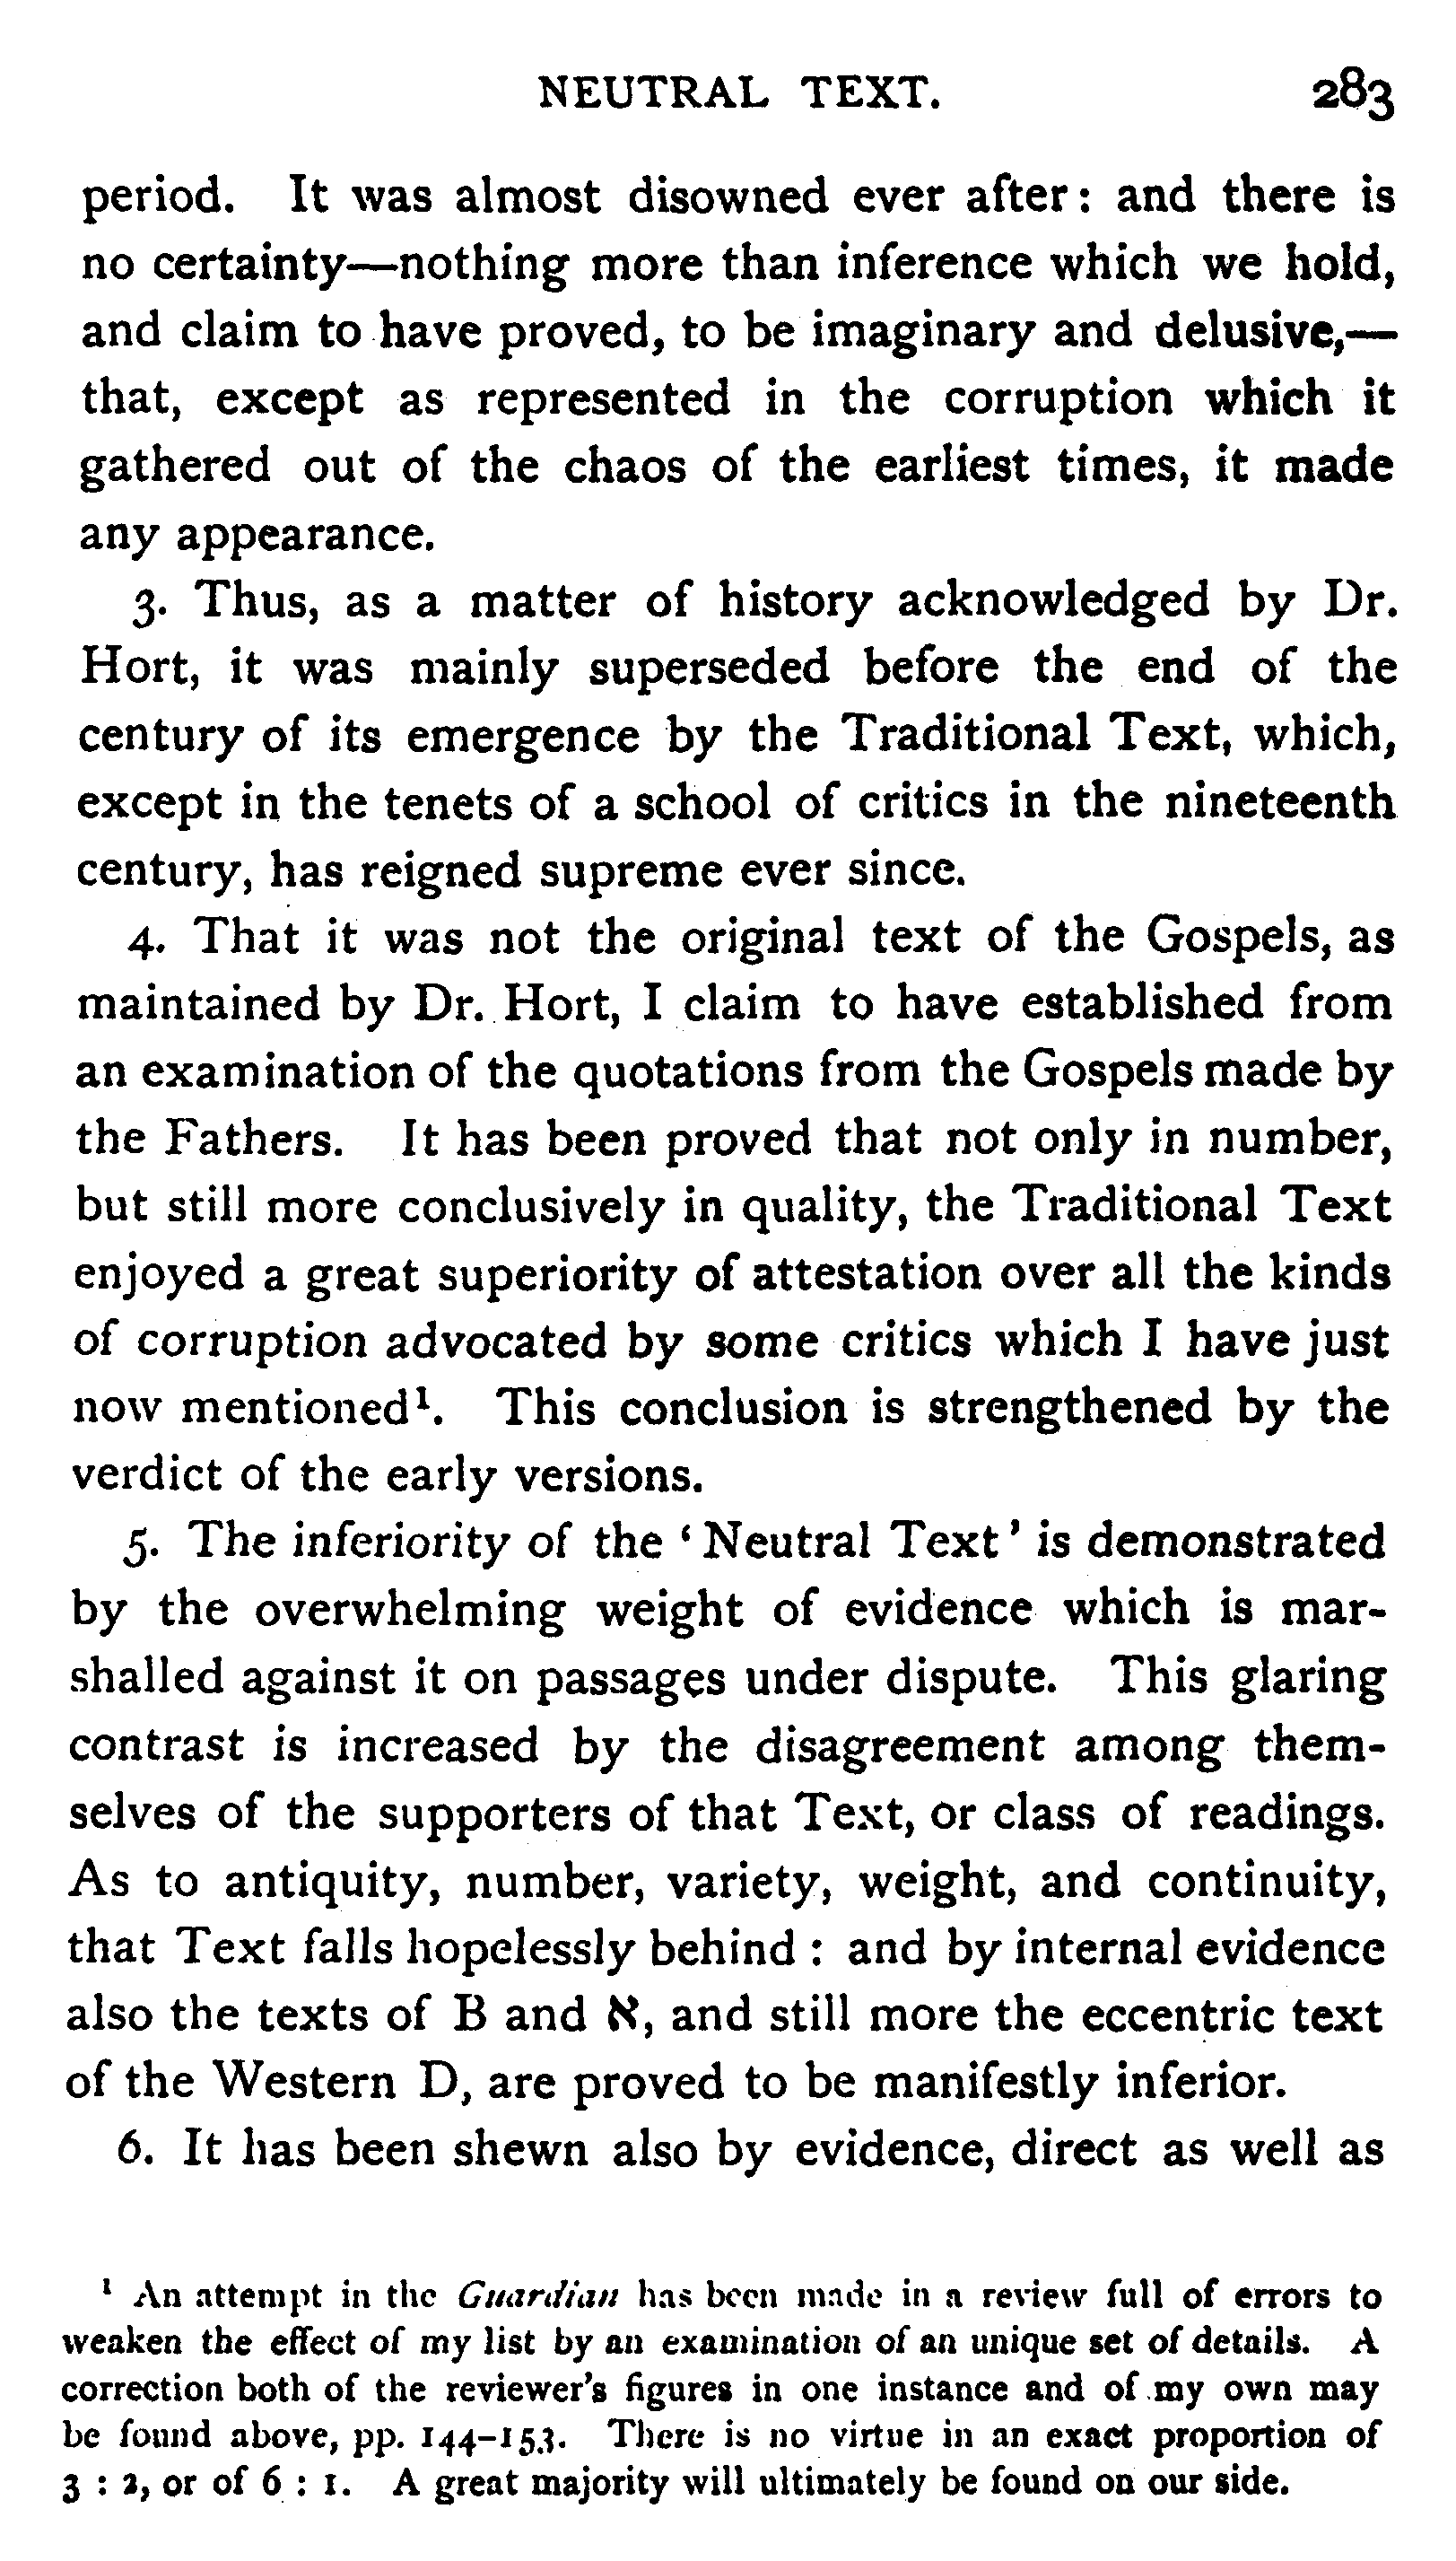 NEUTRAL TEXT. 283
period. It was almost disowned ever after: and there is
no certainty—nothing more than inference which we hold,
and claim to have proved, to be imaginary and delusive,—
that, except as represented in the corruption which it
gathered out of the chaos of the earliest times, it made
any appearance.
3. Thus, as a matter of history acknowledged by Dr.
Hort, it was mainly superseded before the end of the
century of its emergence by the Traditional Text, which,
except in the tenets of a school of critics in the nineteenth
century, has reigned supreme ever since.
4. That it was not the original text of the Gospels, as
maintained by Dr. Hort, I claim to have established from
an examination of the quotations from the Gospels made by
the Fathers. It has been proved that not only in number,
but still more conclusively in quality, the Traditional Text
enjoyed a great superiority of attestation over all the kinds
of corruption advocated by some critics which I have just
now mentioned¹. This conclusion is strengthened by the
verdict of the early versions.
5. The inferiority of the ‘Neutral Text’ is demonstrated
by the overwhelming weight of evidence which is mar-
shalled against it on passages under dispute. This glaring
contrast is increased by the disagreement among them-
selves of the supporters of that Text, or class of readings.
As to antiquity, number, variety, weight, and continuity,
that Text falls hopelessly behind : and by internal evidence
also the texts of B and א, and still more the eccentric text
of the Western D, are proved to be manifestly inferior.
6. It has been shewn also by evidence, direct as well as
¹ An attempt in the Guardian has been made in a review full of errors to
weaken the effect of my list by an examination of an unique set of details. A
correction both of the reviewer's figures in one instance and of my own may
be found above, pp. 144–153. There is no virtue in an exact proportion of
3 : 2, or of 6 : 1. A great majority will ultimately be found on our side.